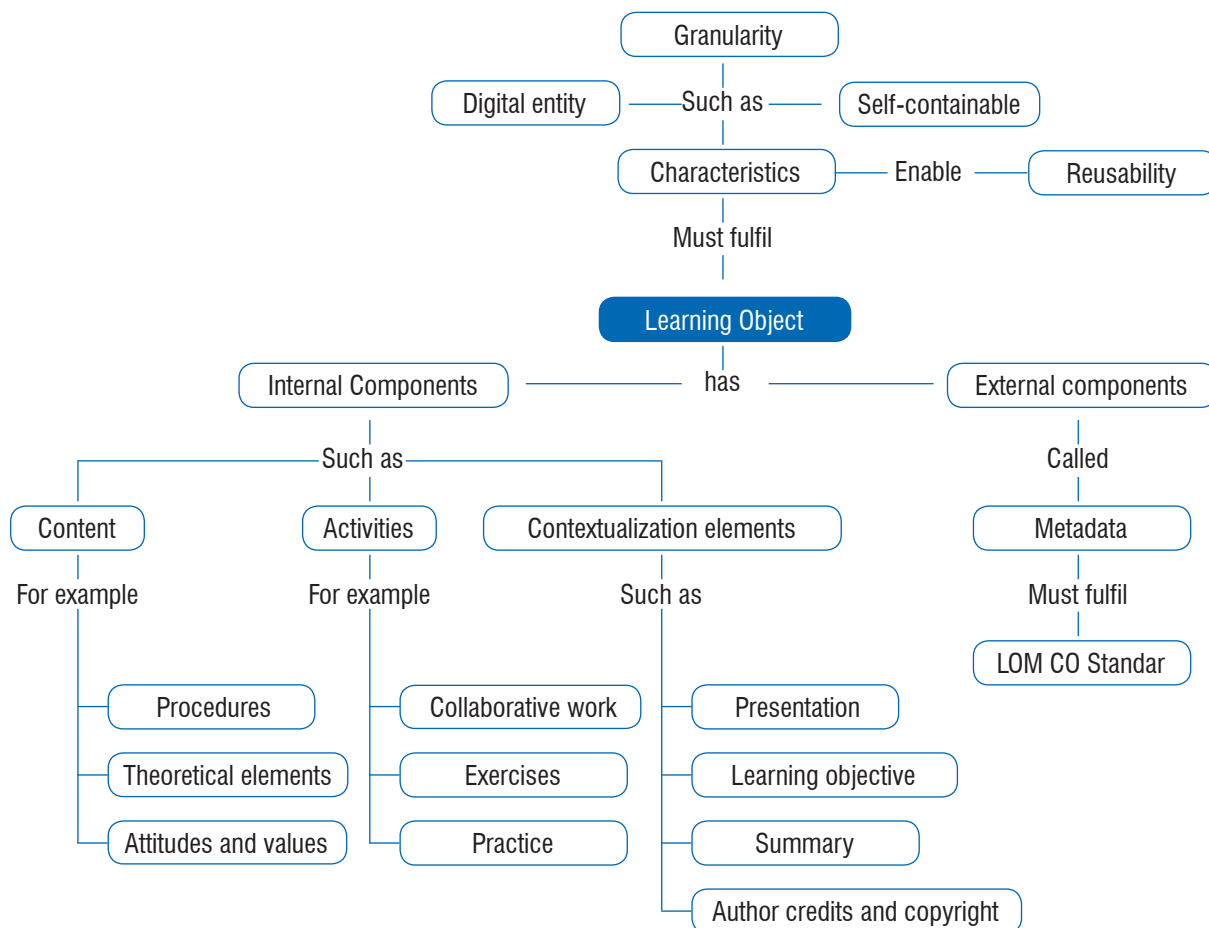 Granularity
Digital entity
Such as
Self-containable
Characteristics
Enable
Reusability
Must fulfil
Learning Object
Internal Components
has
External components
Such as
Called
Content
Activities
Contextualization elements
Metadata
For example
For example
Such as
Must fulfil
LOM CO Standar
Procedures
Collaborative work
Presentation
Theoretical elements
Exercises
Learning objective
Attitudes and values
Practice
Summary
Author credits and copyright